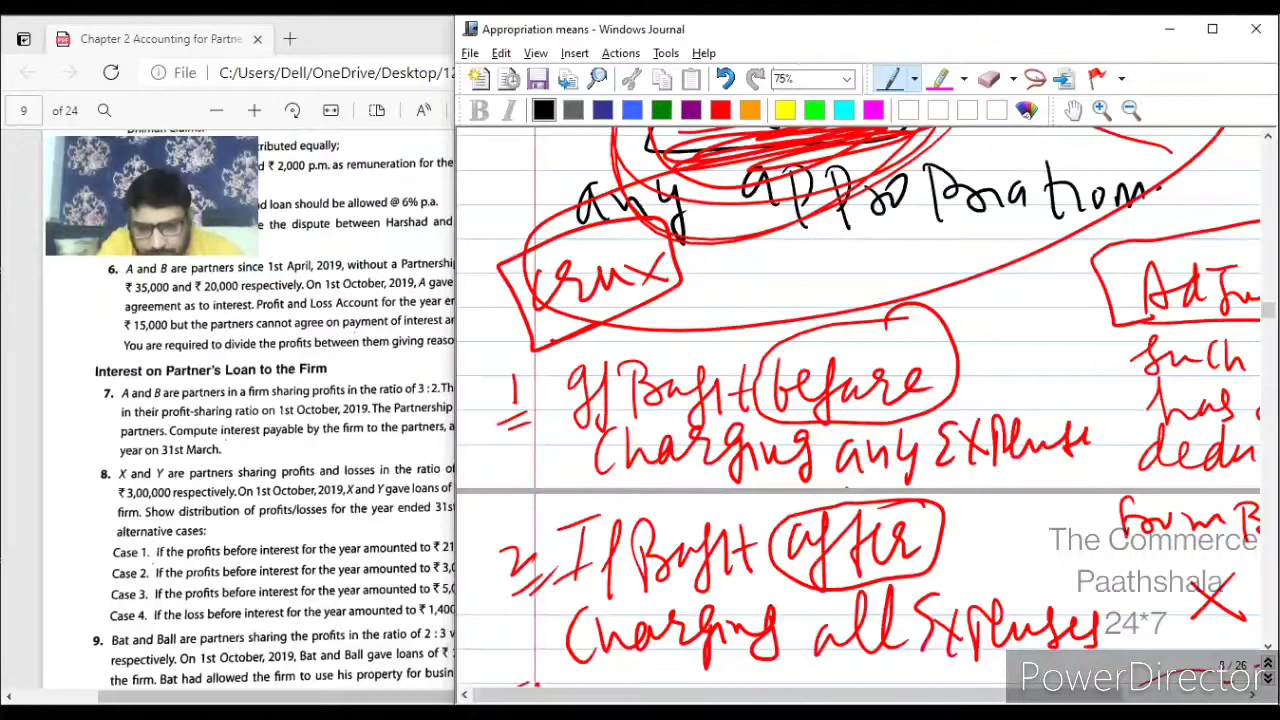 Chapter 2 Accounting for Partne
File
C:/Users/Dell/OneDrive/Desktop/12
9 of 24
Dhiman Claims:
tributed equally;
d ₹ 2,000 p.m. as remuneration for the
d loan should be allowed @ 6% p.a.
e the dispute between Harshad and
6. A and B are partners since 1st April, 2019, without a Partnership
₹ 35,000 and ₹ 20,000 respectively. On 1st October, 2019, A gave
agreement as to interest. Profit and Loss Account for the year e
₹ 15,000 but the partners cannot agree on payment of interest an
You are required to divide the profits between them giving reaso
Interest on Partner's Loan to the Firm
7. A and B are partners in a firm sharing profits in the ratio of 3 : 2. Th
in their profit-sharing ratio on 1st October, 2019. The Partnership
partners. Compute interest payable by the firm to the partners, a
year on 31st March.
8. X and Y are partners sharing profits and losses in the ratio of
₹ 3,00,000 respectively. On 1st October, 2019, X and Y gave loans of
firm. Show distribution of profits/losses for the year ended 31st
alternative cases:
Case 1. If the profits before interest for the year amounted to ₹ 21
Case 2. If the profits before interest for the year amounted to ₹ 3,0
Case 3. If the profits before interest for the year amounted to ₹ 5,0
Case 4. If the loss before interest for the year amounted to ₹ 1,400
9. Bat and Ball are partners sharing the profits in the ratio of 2 : 3 v
respectively. On 1st October, 2019, Bat and Ball gave loans of ₹
the firm. Bat had allowed the firm to use his property for busin
Appropriation means - Windows Journal
File Edit View Insert Actions Tools Help
75%
B I
any appropriation
crux
1 If Profit before
charging any Expense
2 If Profit after
charging all Expenses
Adju
such
has
dedu
from P
The Commerce
Paathshala
24*7
/ 26
PowerDirector